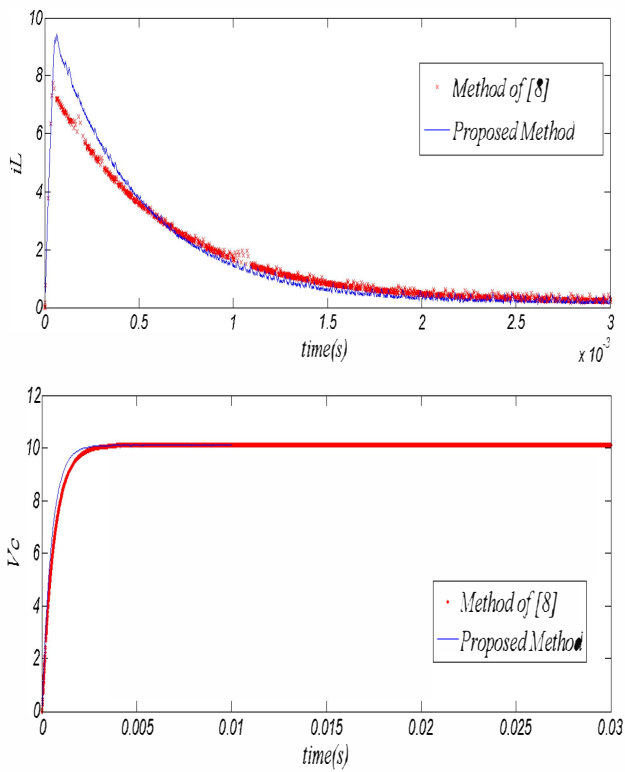 10
8
6
4
2
0
iL
× Method of [8]
Proposed Method
0 0.5 1 1.5 2 2.5 3
time(s)
x 10⁻³
12
10
8
6
4
2
0
Vc
Method of [8]
Proposed Method
0 0.005 0.01 0.015 0.02 0.025 0.03
time(s)